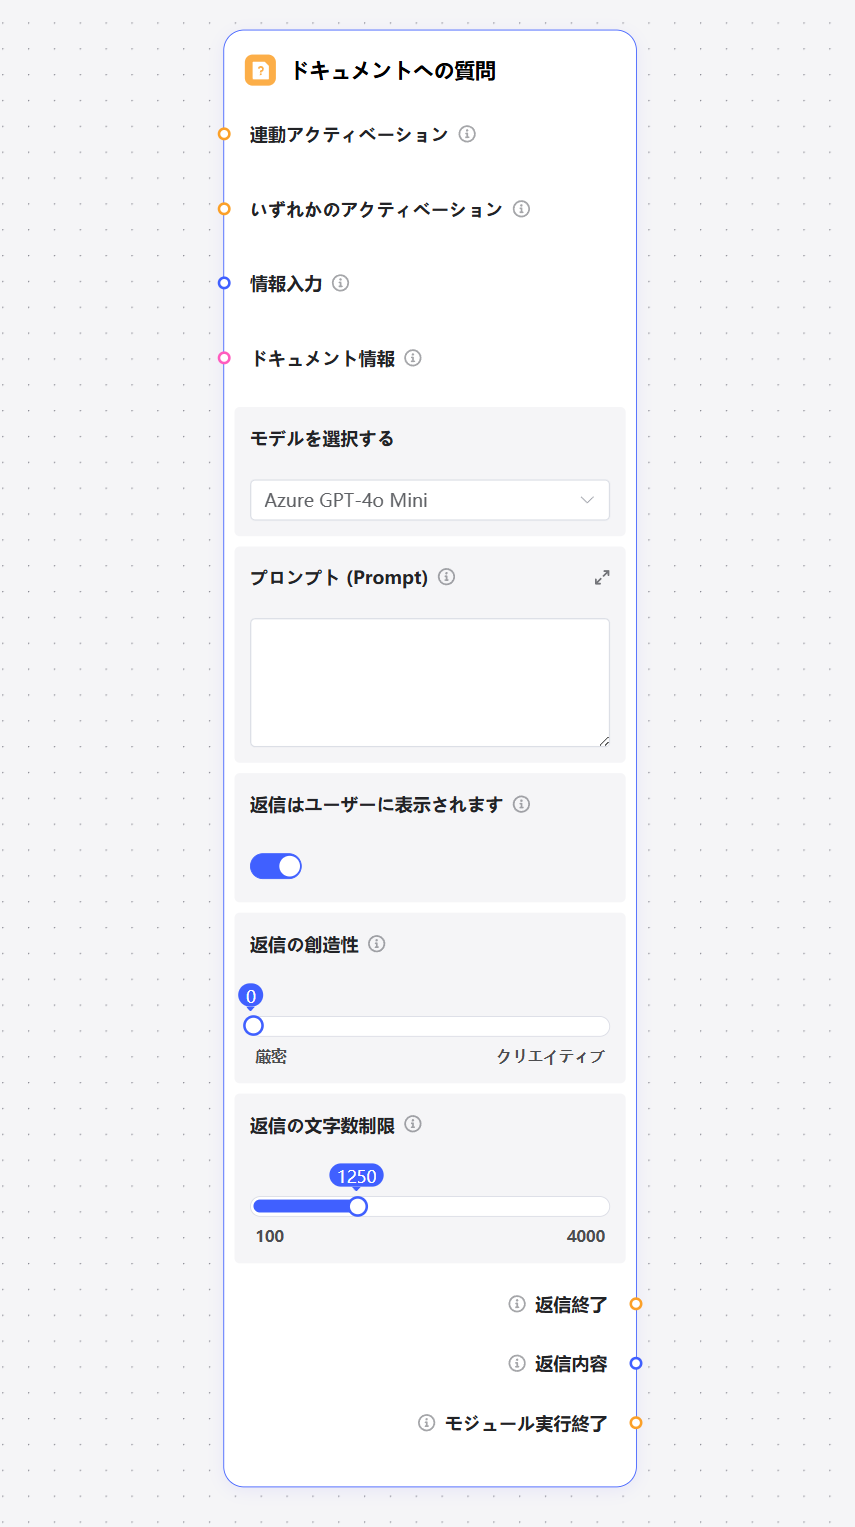 ドキュメントへの質問
連動アクティベーション
いずれかのアクティベーション
情報入力
ドキュメント情報
モデルを選択する
Azure GPT-4o Mini
プロンプト (Prompt)
返信はユーザーに表示されます
返信の創造性
0
厳密 クリエイティブ
返信の文字数制限
1250
100 4000
返信終了
返信内容
モジュール実行終了